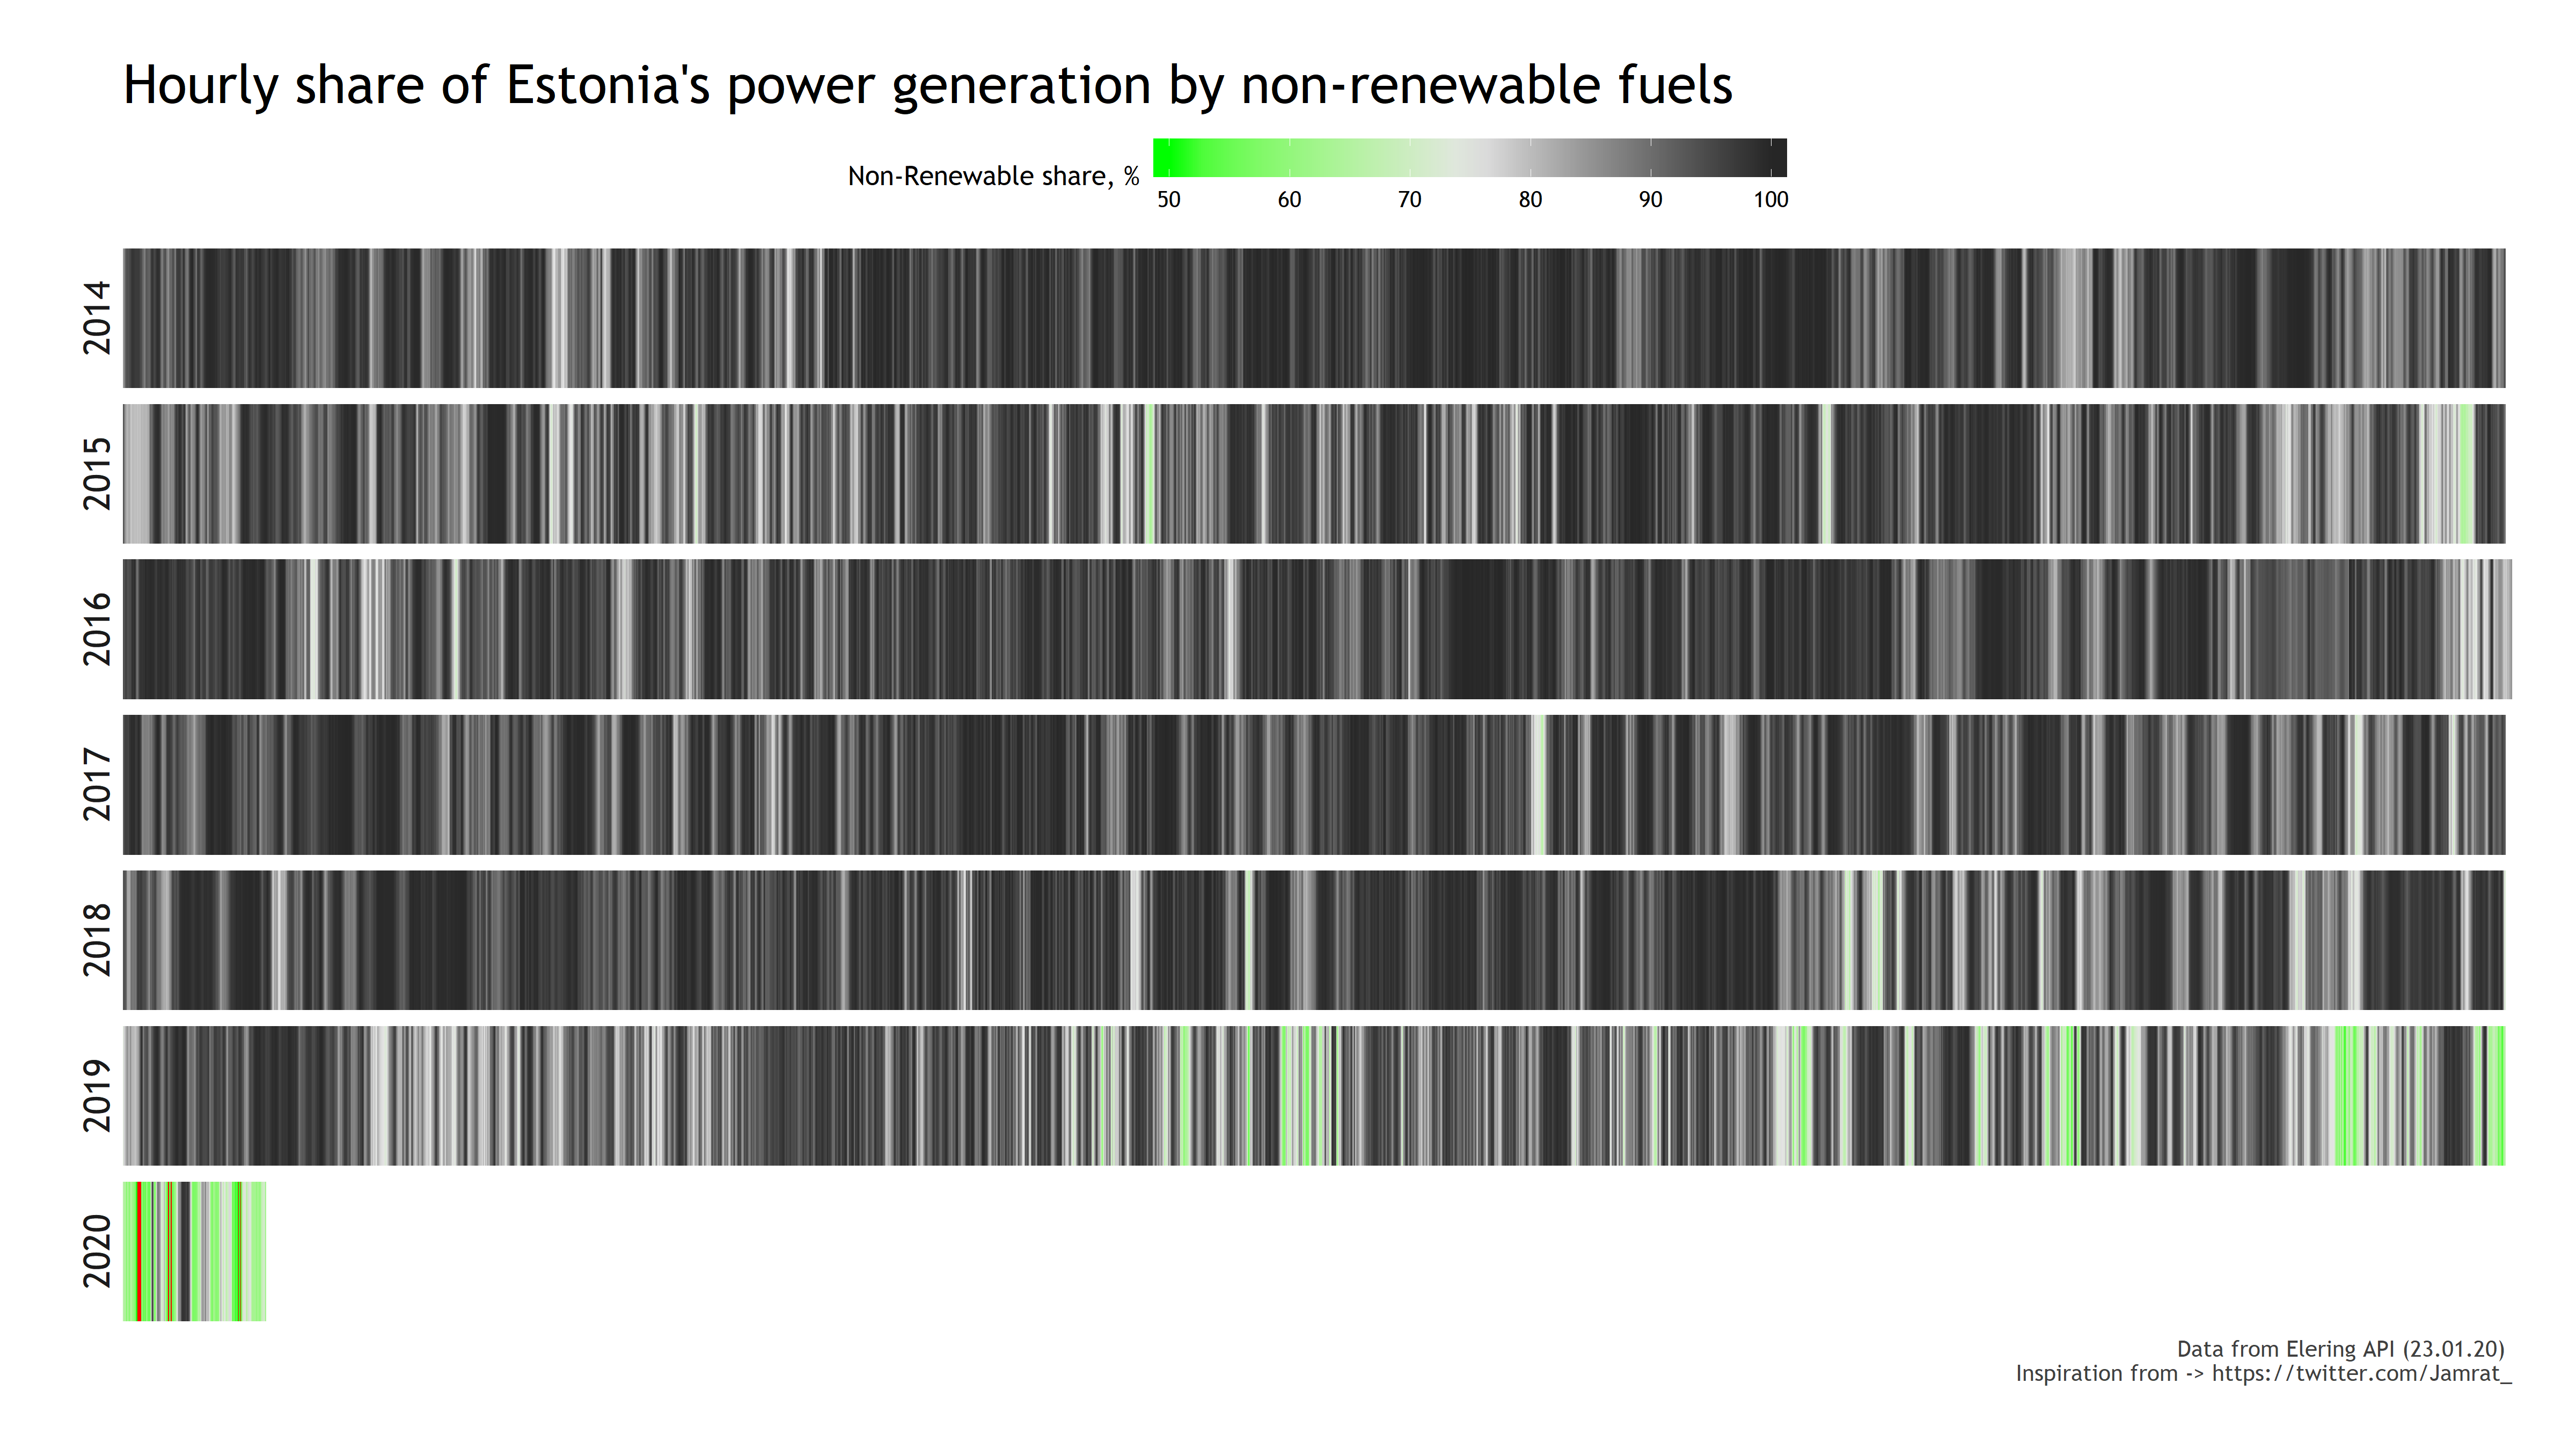 Hourly share of Estonia's power generation by non-renewable fuels
Non-Renewable share, %
50 60 70 80 90 100
2014
2015
2016
2017
2018
2019
2020
Data from Elering API (23.01.20)
Inspiration from -> https://twitter.com/Jamrat_